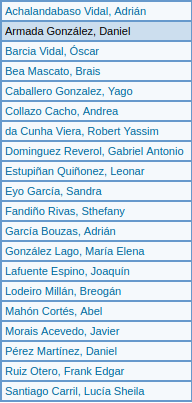 Achalandabaso Vidal, Adrián
Armada González, Daniel
Barcia Vidal, Óscar
Bea Mascato, Brais
Caballero Gonzalez, Yago
Collazo Cacho, Andrea
da Cunha Viera, Robert Yassim
Dominguez Reverol, Gabriel Antonio
Estupiñan Quiñonez, Leonar
Eyo García, Sandra
Fandiño Rivas, Sthefany
García Bouzas, Adrián
González Lago, María Elena
Lafuente Espino, Joaquín
Lodeiro Millán, Breogán
Mahón Cortés, Abel
Morais Acevedo, Javier
Pérez Martínez, Daniel
Ruiz Otero, Frank Edgar
Santiago Carril, Lucía Sheila